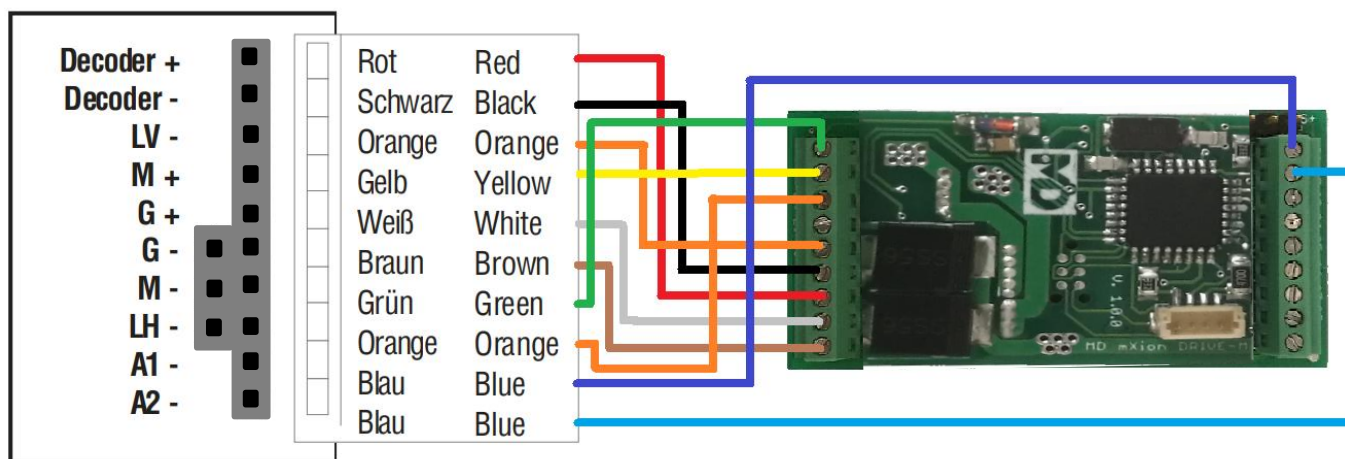 Decoder + Rot Red
Decoder - Schwarz Black
LV - Orange Orange
M + Gelb Yellow
G + Weiß White
G - Braun Brown
M - Grün Green
LH - Orange Orange
A1 - Blau Blue
A2 - Blau Blue
MD
V. 1.0.0
MD mXion DRIVE-M